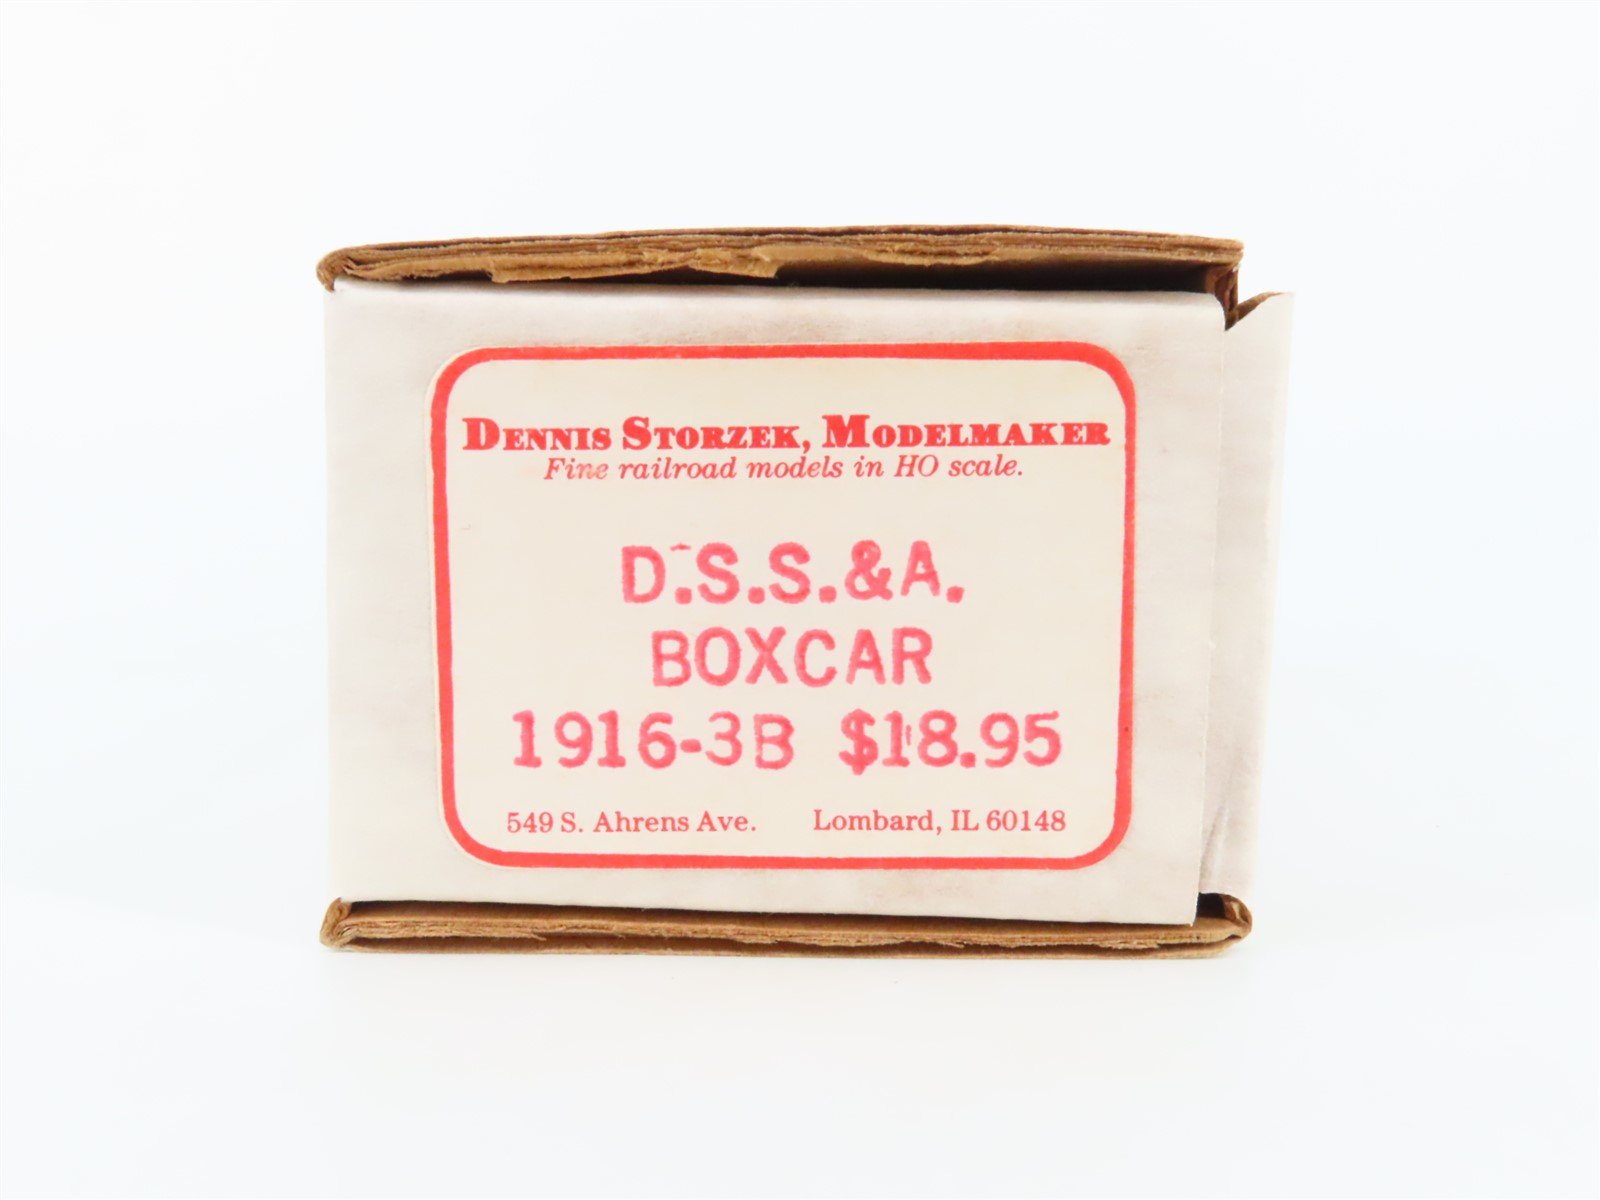 DENNIS STORZEK, MODELMAKER
Fine railroad models in HO scale.
D.S.S.&A.
BOXCAR
1916-3B $18.95
549 S. Ahrens Ave. Lombard, IL 60148